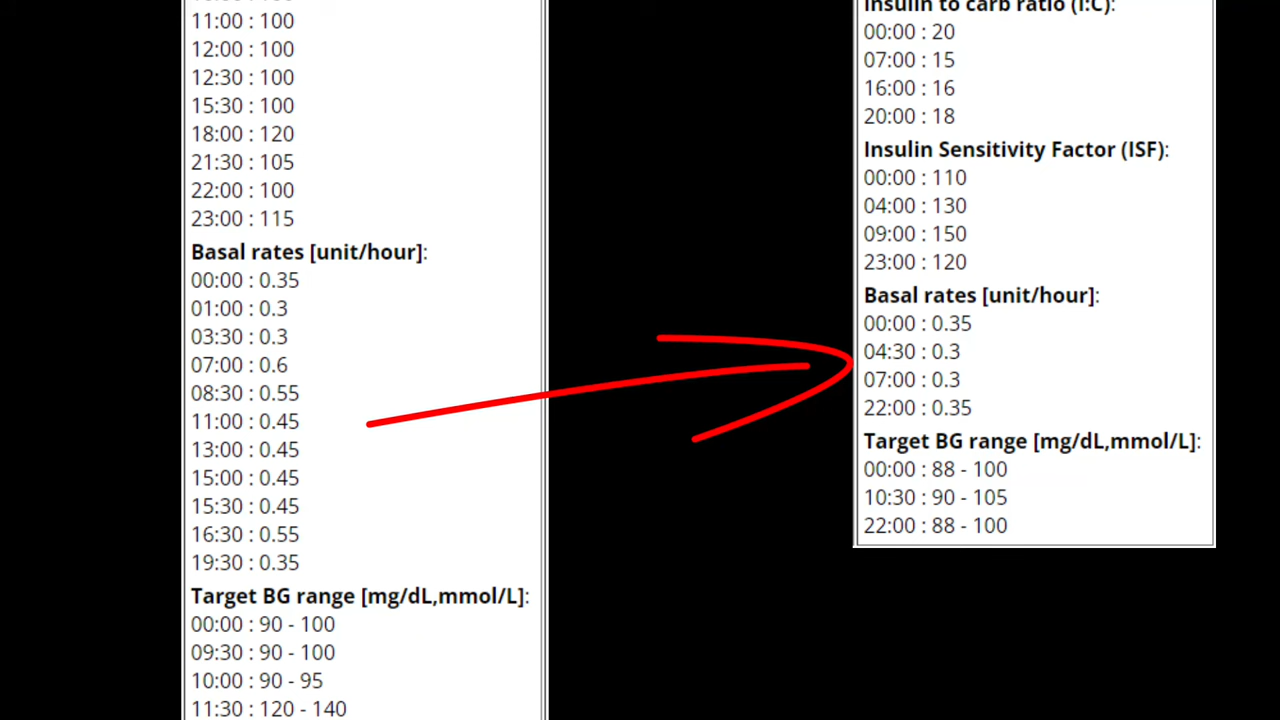 11:00 : 100
12:00 : 100
12:30 : 100
15:30 : 100
18:00 : 120
21:30 : 105
22:00 : 100
23:00 : 115
Basal rates [unit/hour]:
00:00 : 0.35
01:00 : 0.3
03:30 : 0.3
07:00 : 0.6
08:30 : 0.55
11:00 : 0.45
13:00 : 0.45
15:00 : 0.45
15:30 : 0.45
16:30 : 0.55
19:30 : 0.35
Target BG range [mg/dL,mmol/L]:
00:00 : 90 - 100
09:30 : 90 - 100
10:00 : 90 - 95
11:30 : 120 - 140
Insulin to carb ratio (I:C):
00:00 : 20
07:00 : 15
16:00 : 16
20:00 : 18
Insulin Sensitivity Factor (ISF):
00:00 : 110
04:00 : 130
09:00 : 150
23:00 : 120
Basal rates [unit/hour]:
00:00 : 0.35
04:30 : 0.3
07:00 : 0.3
22:00 : 0.35
Target BG range [mg/dL,mmol/L]:
00:00 : 88 - 100
10:30 : 90 - 105
22:00 : 88 - 100